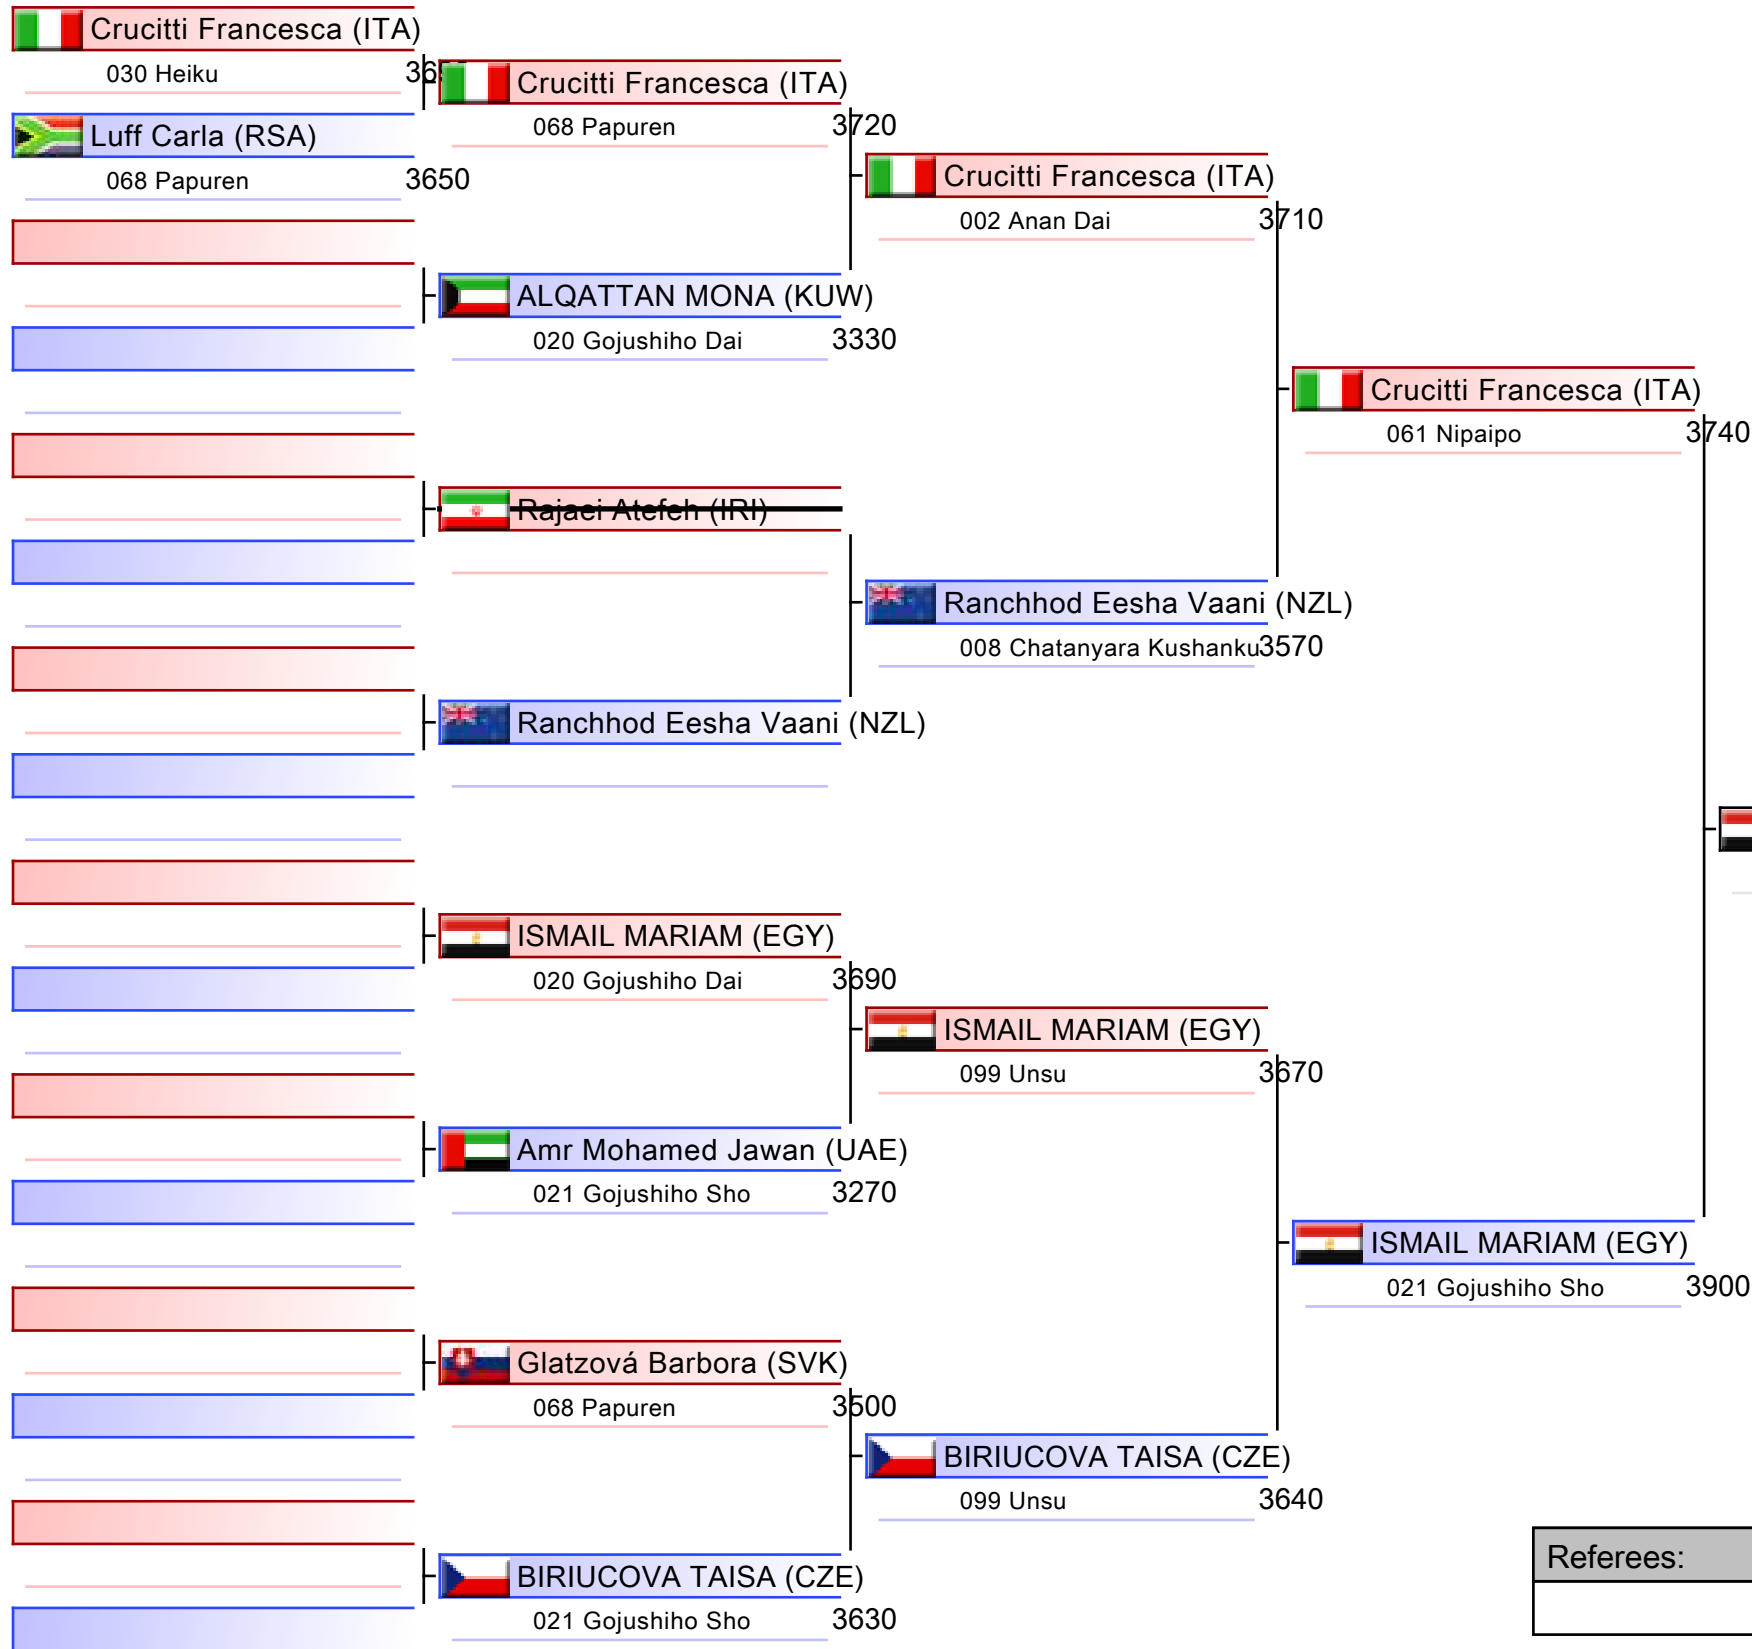 Crucitti Francesca (ITA)
030 Heiku
Luff Carla (RSA)
068 Papuren 3650
Crucitti Francesca (ITA)
068 Papuren 3720
ALQATTAN MONA (KUW)
020 Gojushiho Dai 3330
Rajaei Atefeh (IRI)
Ranchhod Eesha Vaani (NZL)
ISMAIL MARIAM (EGY)
020 Gojushiho Dai 3690
Amr Mohamed Jawan (UAE)
021 Gojushiho Sho 3270
Glatzová Barbora (SVK)
068 Papuren 3500
BIRIUCOVA TAISA (CZE)
021 Gojushiho Sho 3630
Crucitti Francesca (ITA)
002 Anan Dai 3710
Ranchhod Eesha Vaani (NZL)
008 Chatanyara Kushanku 3570
ISMAIL MARIAM (EGY)
099 Unsu 3670
BIRIUCOVA TAISA (CZE)
099 Unsu 3640
Crucitti Francesca (ITA)
061 Nipaipo 3740
ISMAIL MARIAM (EGY)
021 Gojushiho Sho 3900
Referees: